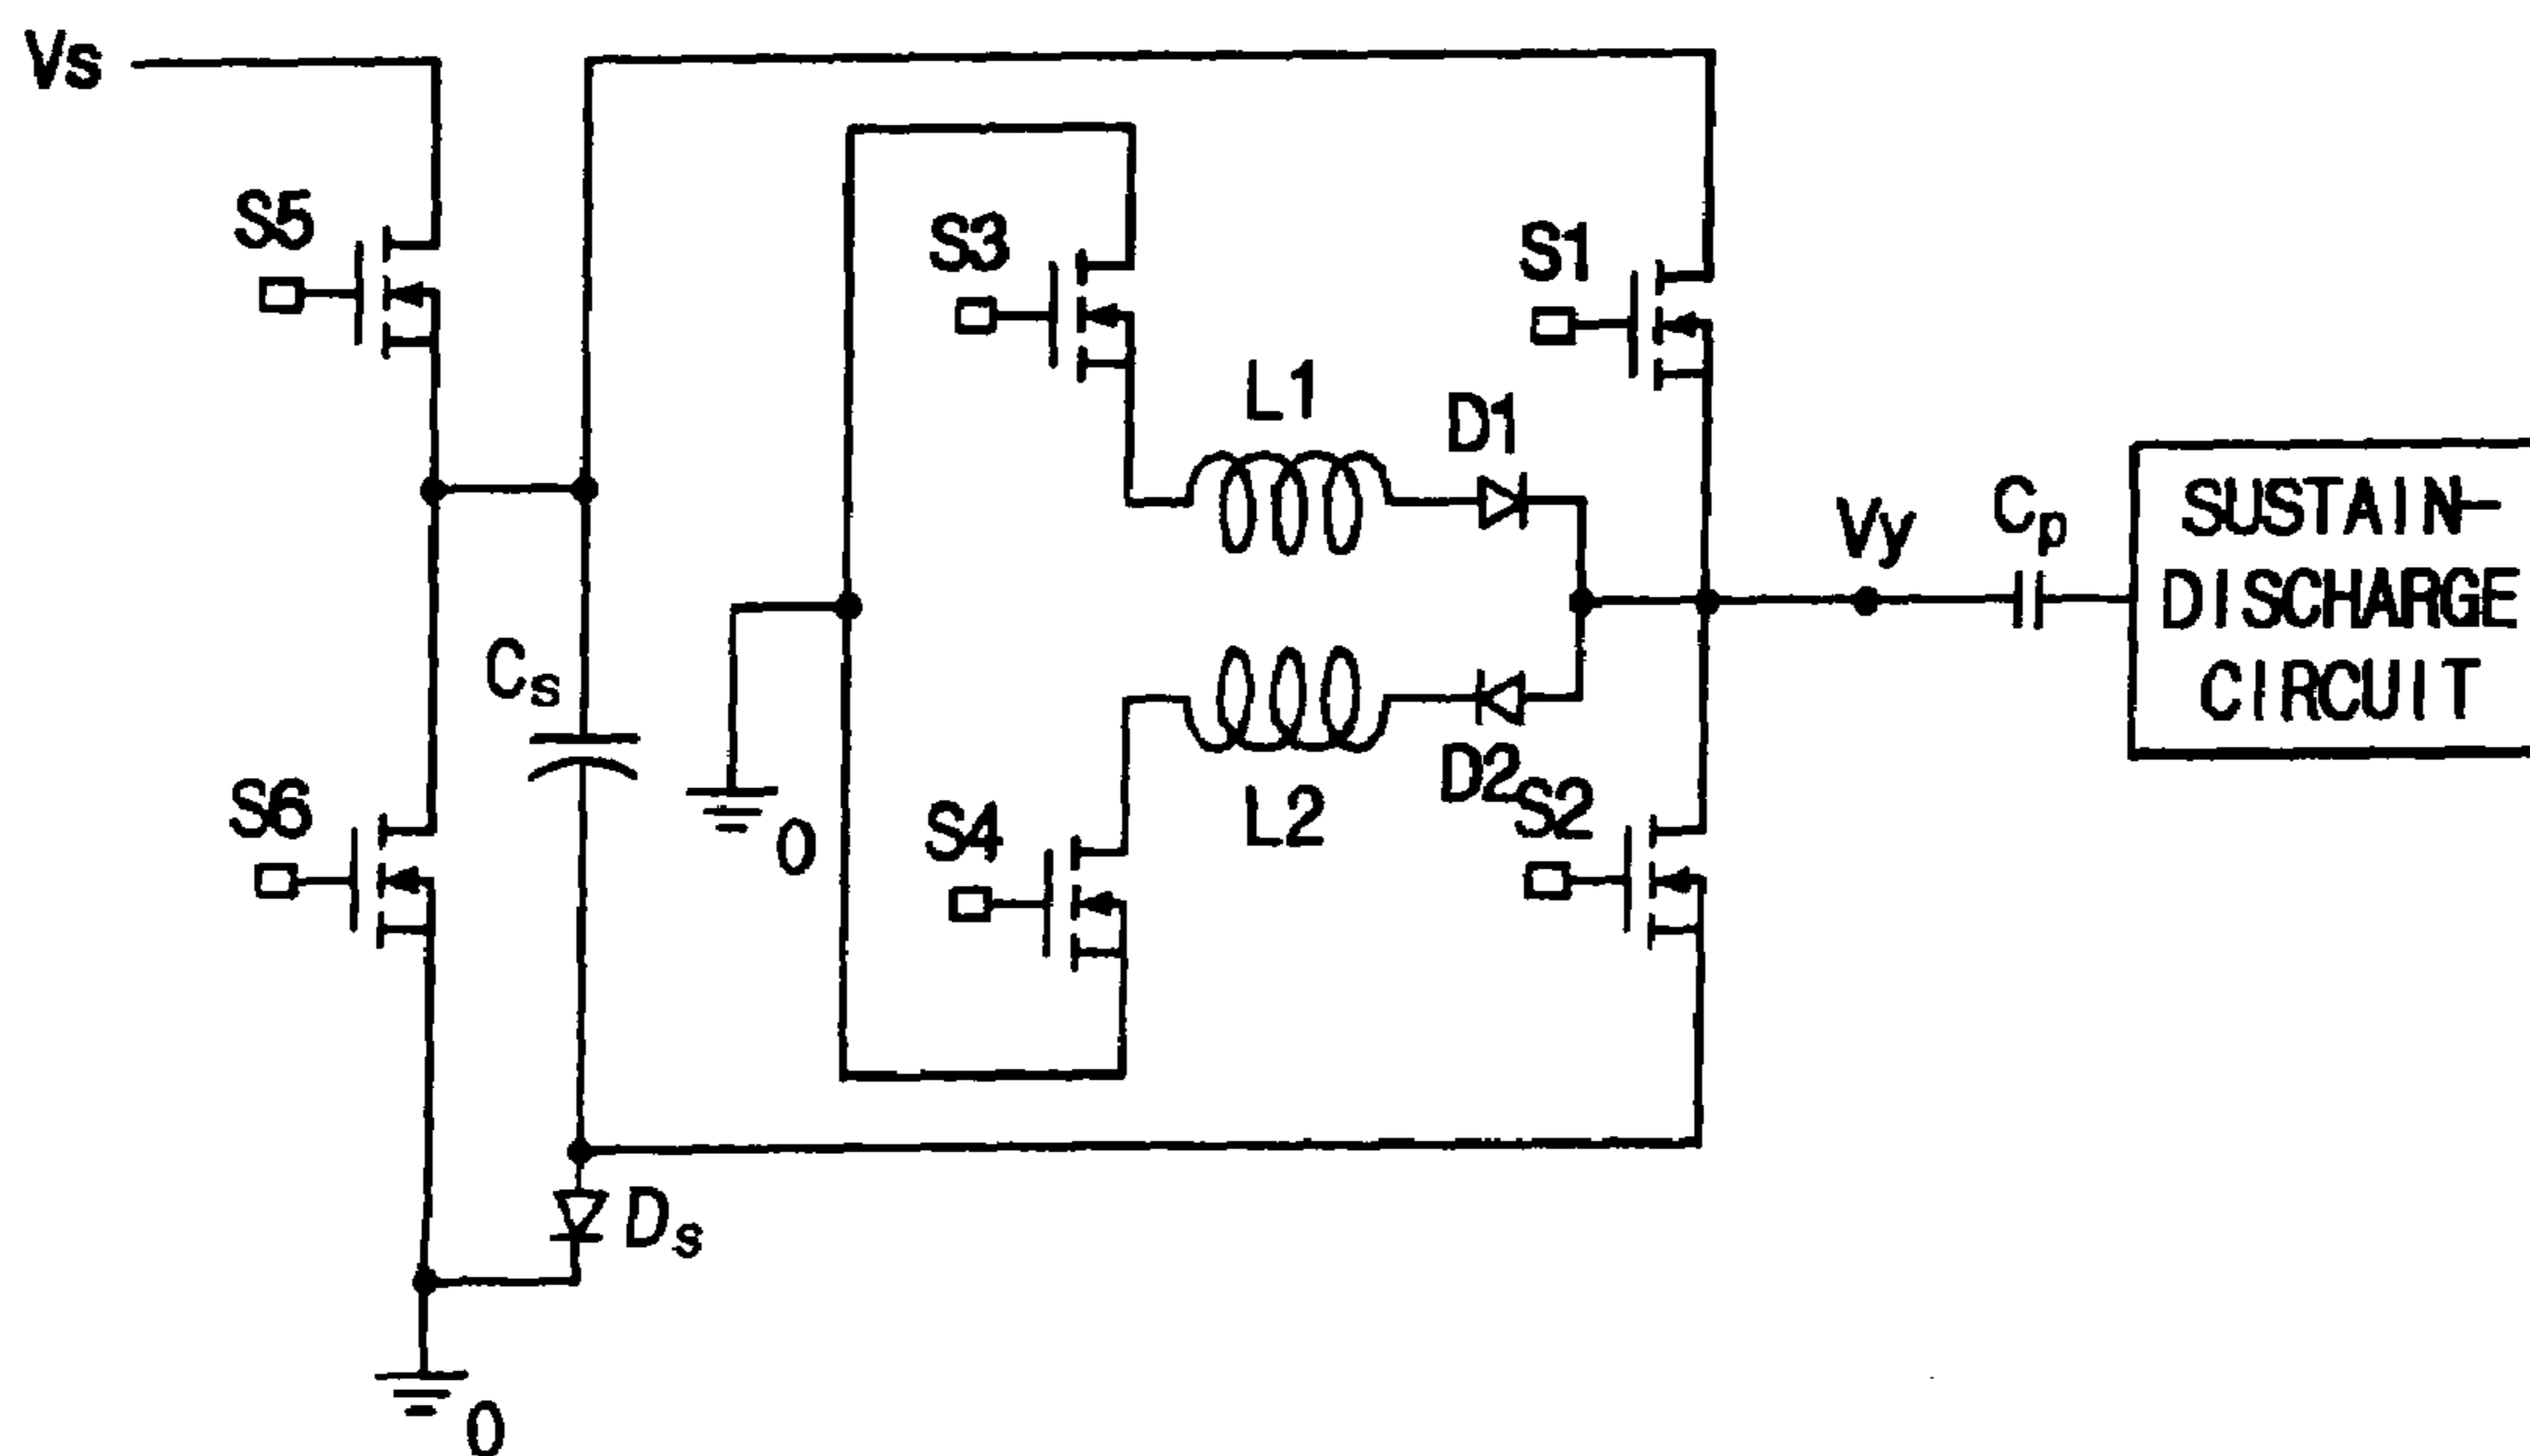 Vs
S5
S3
S1
L1
D1
Vy
Cp
SUSTAIN-
DISCHARGE
CIRCUIT
Cs
S6
0
S4
L2
D2
S2
Ds
0